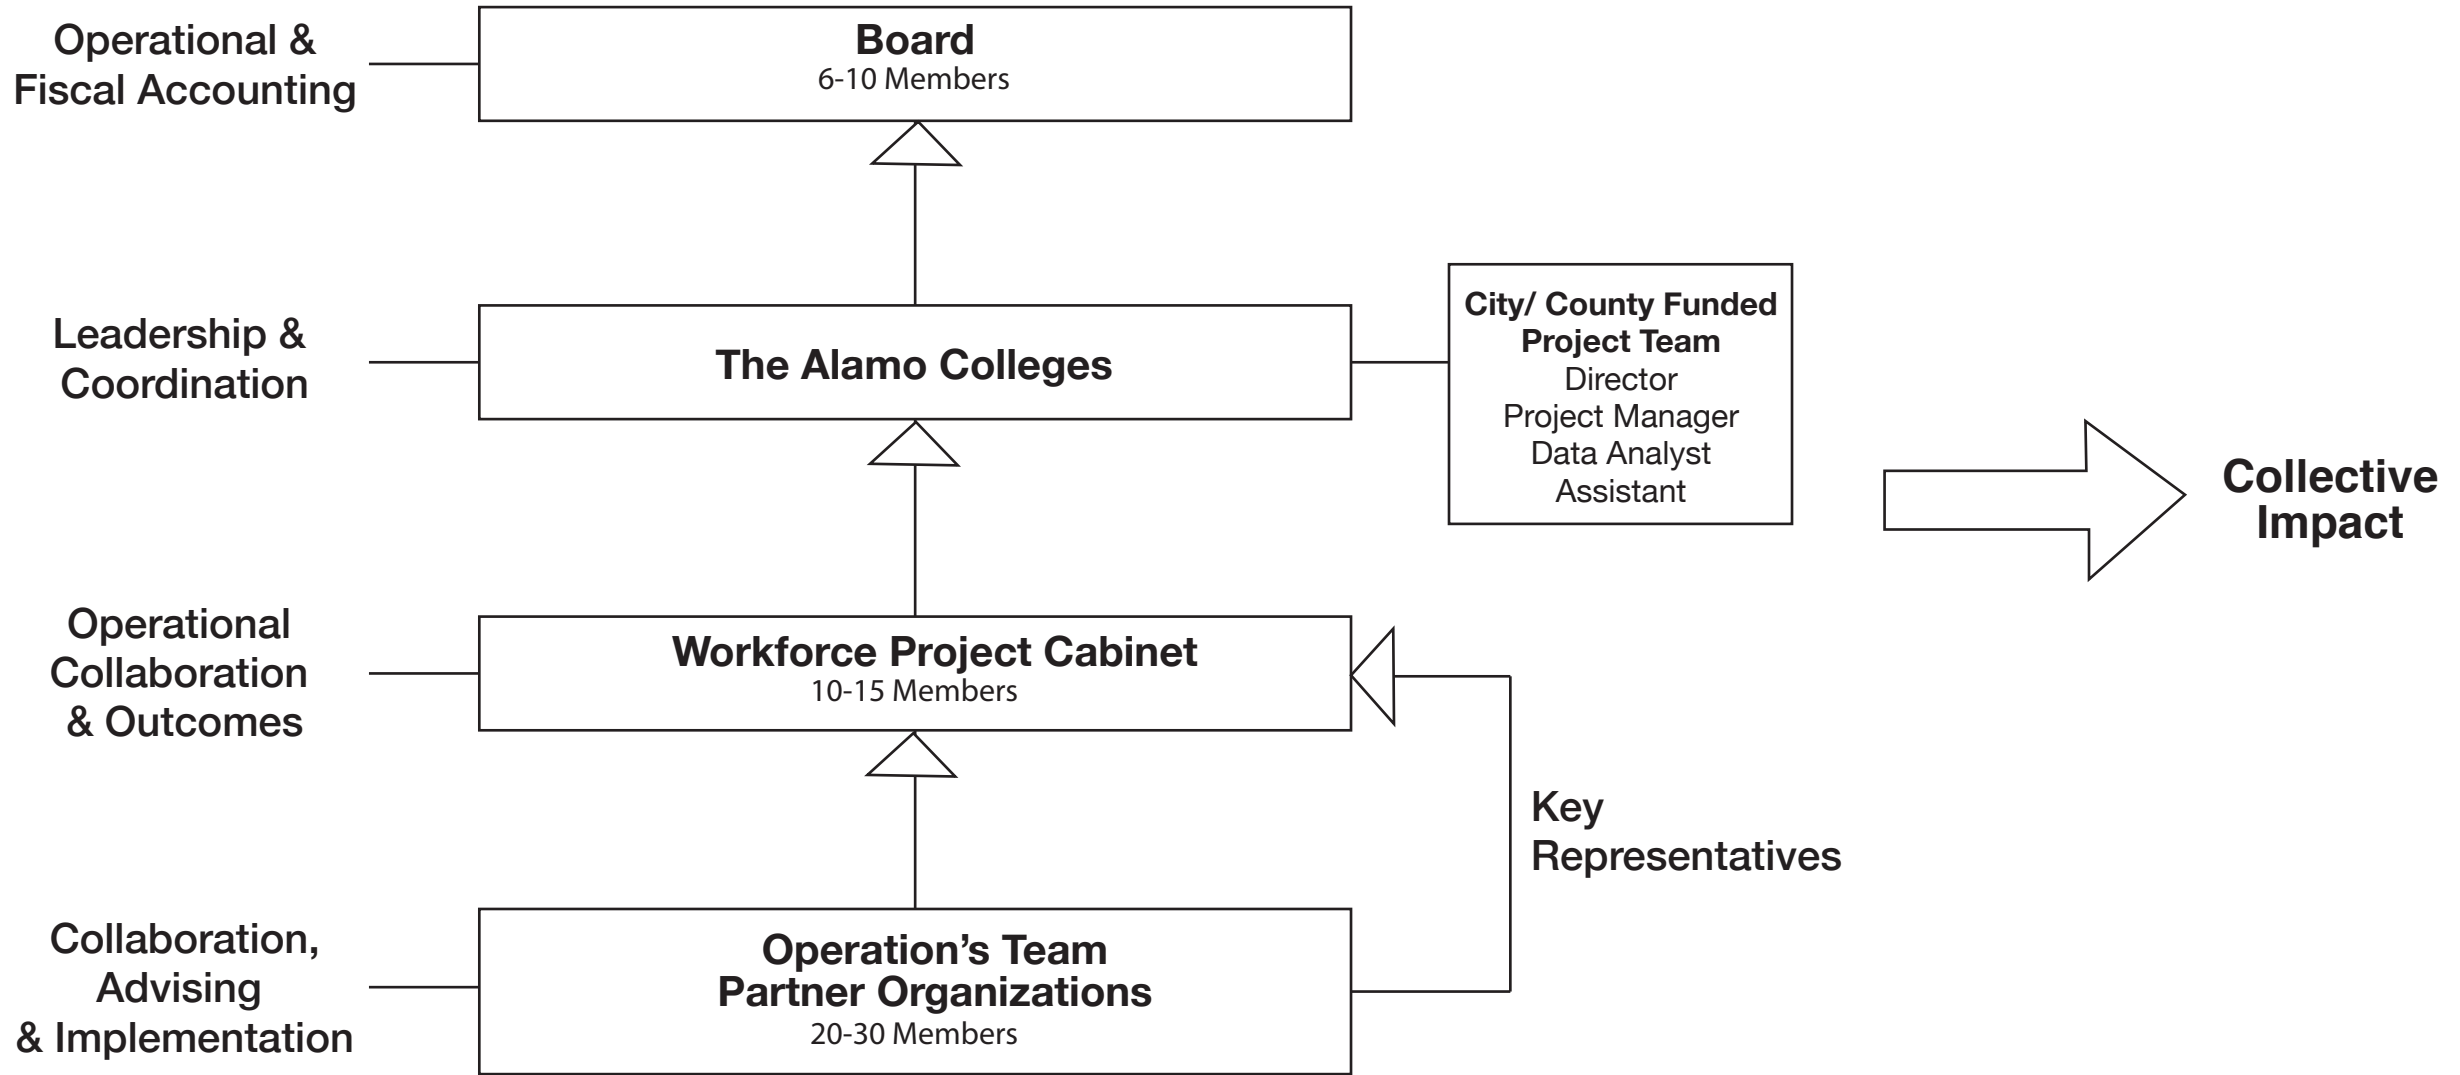 Operational &
Fiscal Accounting
Board
6-10 Members
Leadership &
Coordination
The Alamo Colleges
City/ County Funded
Project Team
Director
Project Manager
Data Analyst
Assistant
Collective
Impact
Operational
Collaboration
& Outcomes
Workforce Project Cabinet
10-15 Members
Key
Representatives
Collaboration,
Advising
& Implementation
Operation’s Team
Partner Organizations
20-30 Members